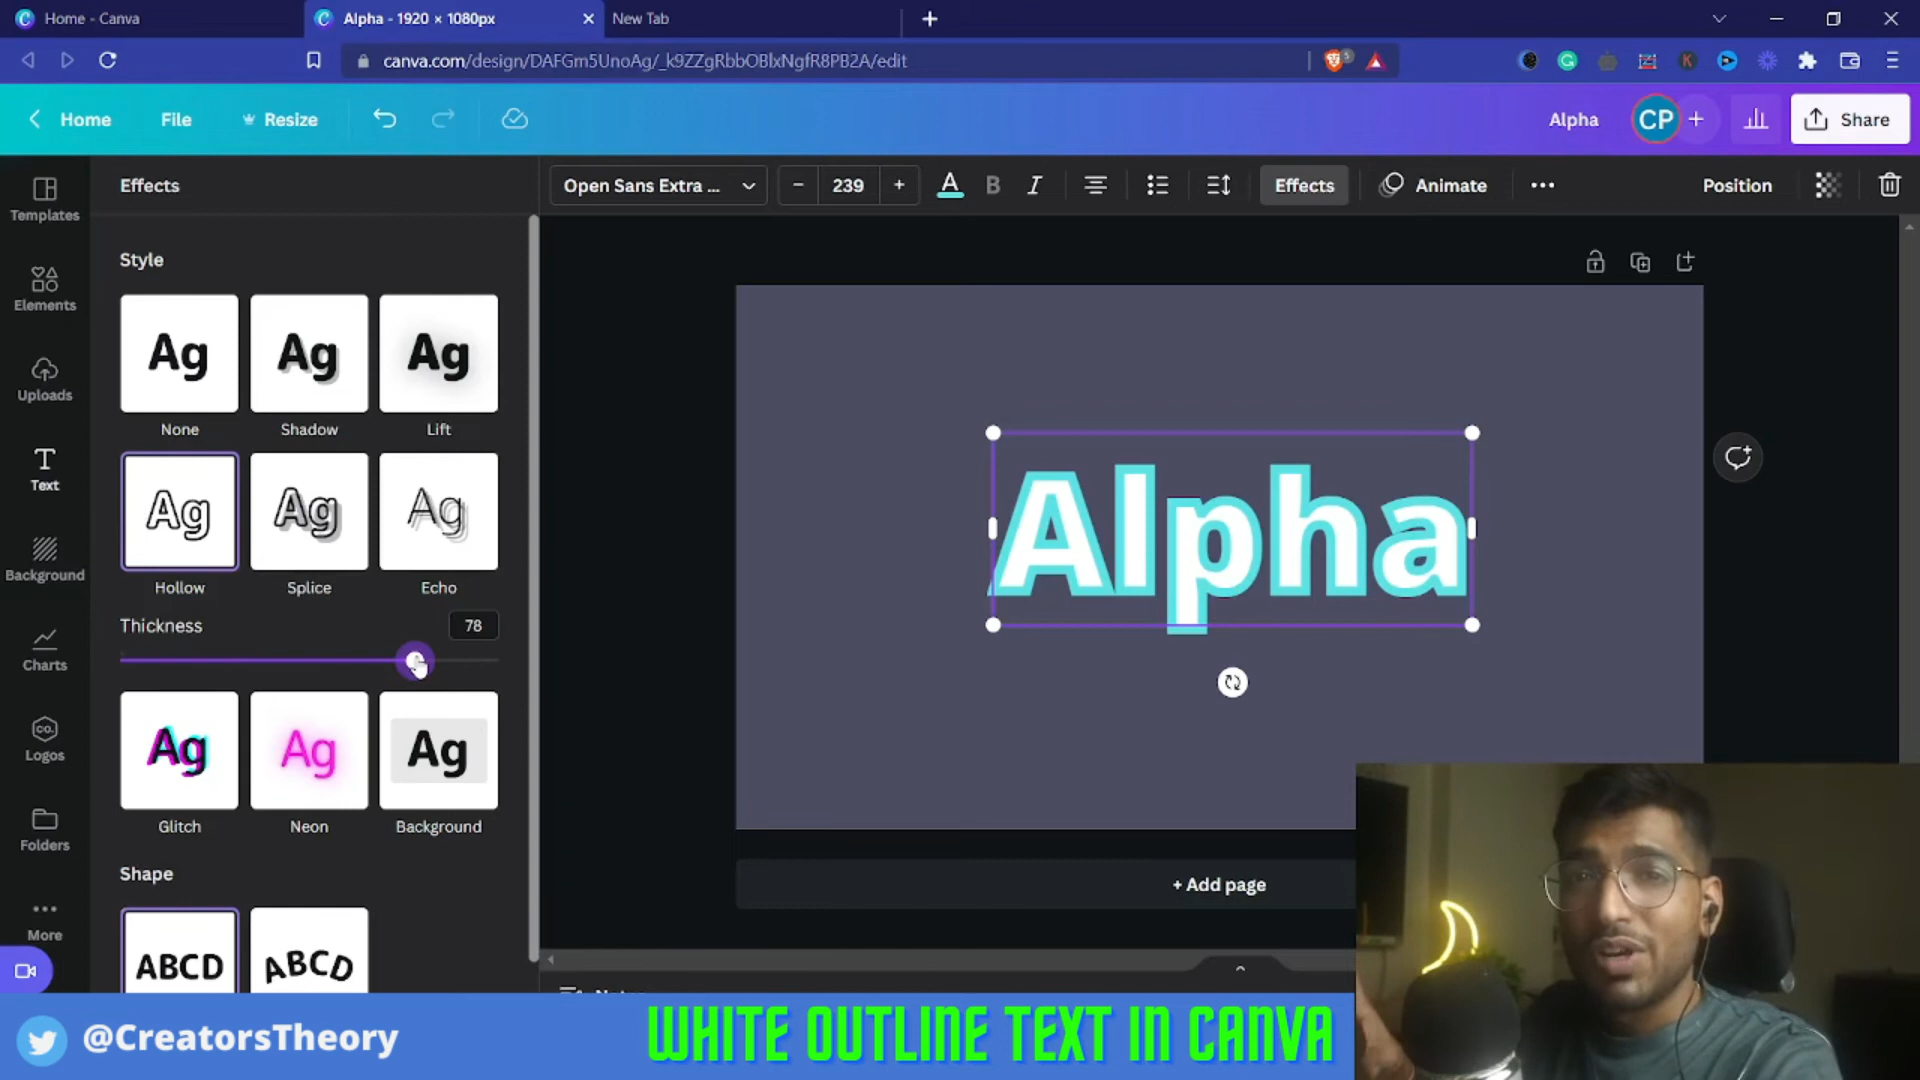 Home - Canva
Alpha - 1920 × 1080px
New Tab
canva.com/design/DAFGm5UnoAg/_k9ZZgRbbOBlxNgfR8PB2A/edit
5
Home
File
Resize
Alpha
CP
Share
Templates
Elements
Uploads
Text
Background
Charts
CO.
Logos
Folders
More
Effects
Open Sans Extra ...
239
A
B
I
Effects
Animate
Position
Style
Ag
Ag
Ag
None
Shadow
Lift
Ag
Ag
Ag
Hollow
Splice
Echo
Thickness
78
Ag
Ag
Ag
Glitch
Neon
Background
Shape
ABCD
ABCD
Alpha
+ Add page
@CreatorsTheory
WHITE OUTLINE TEXT IN CANVA